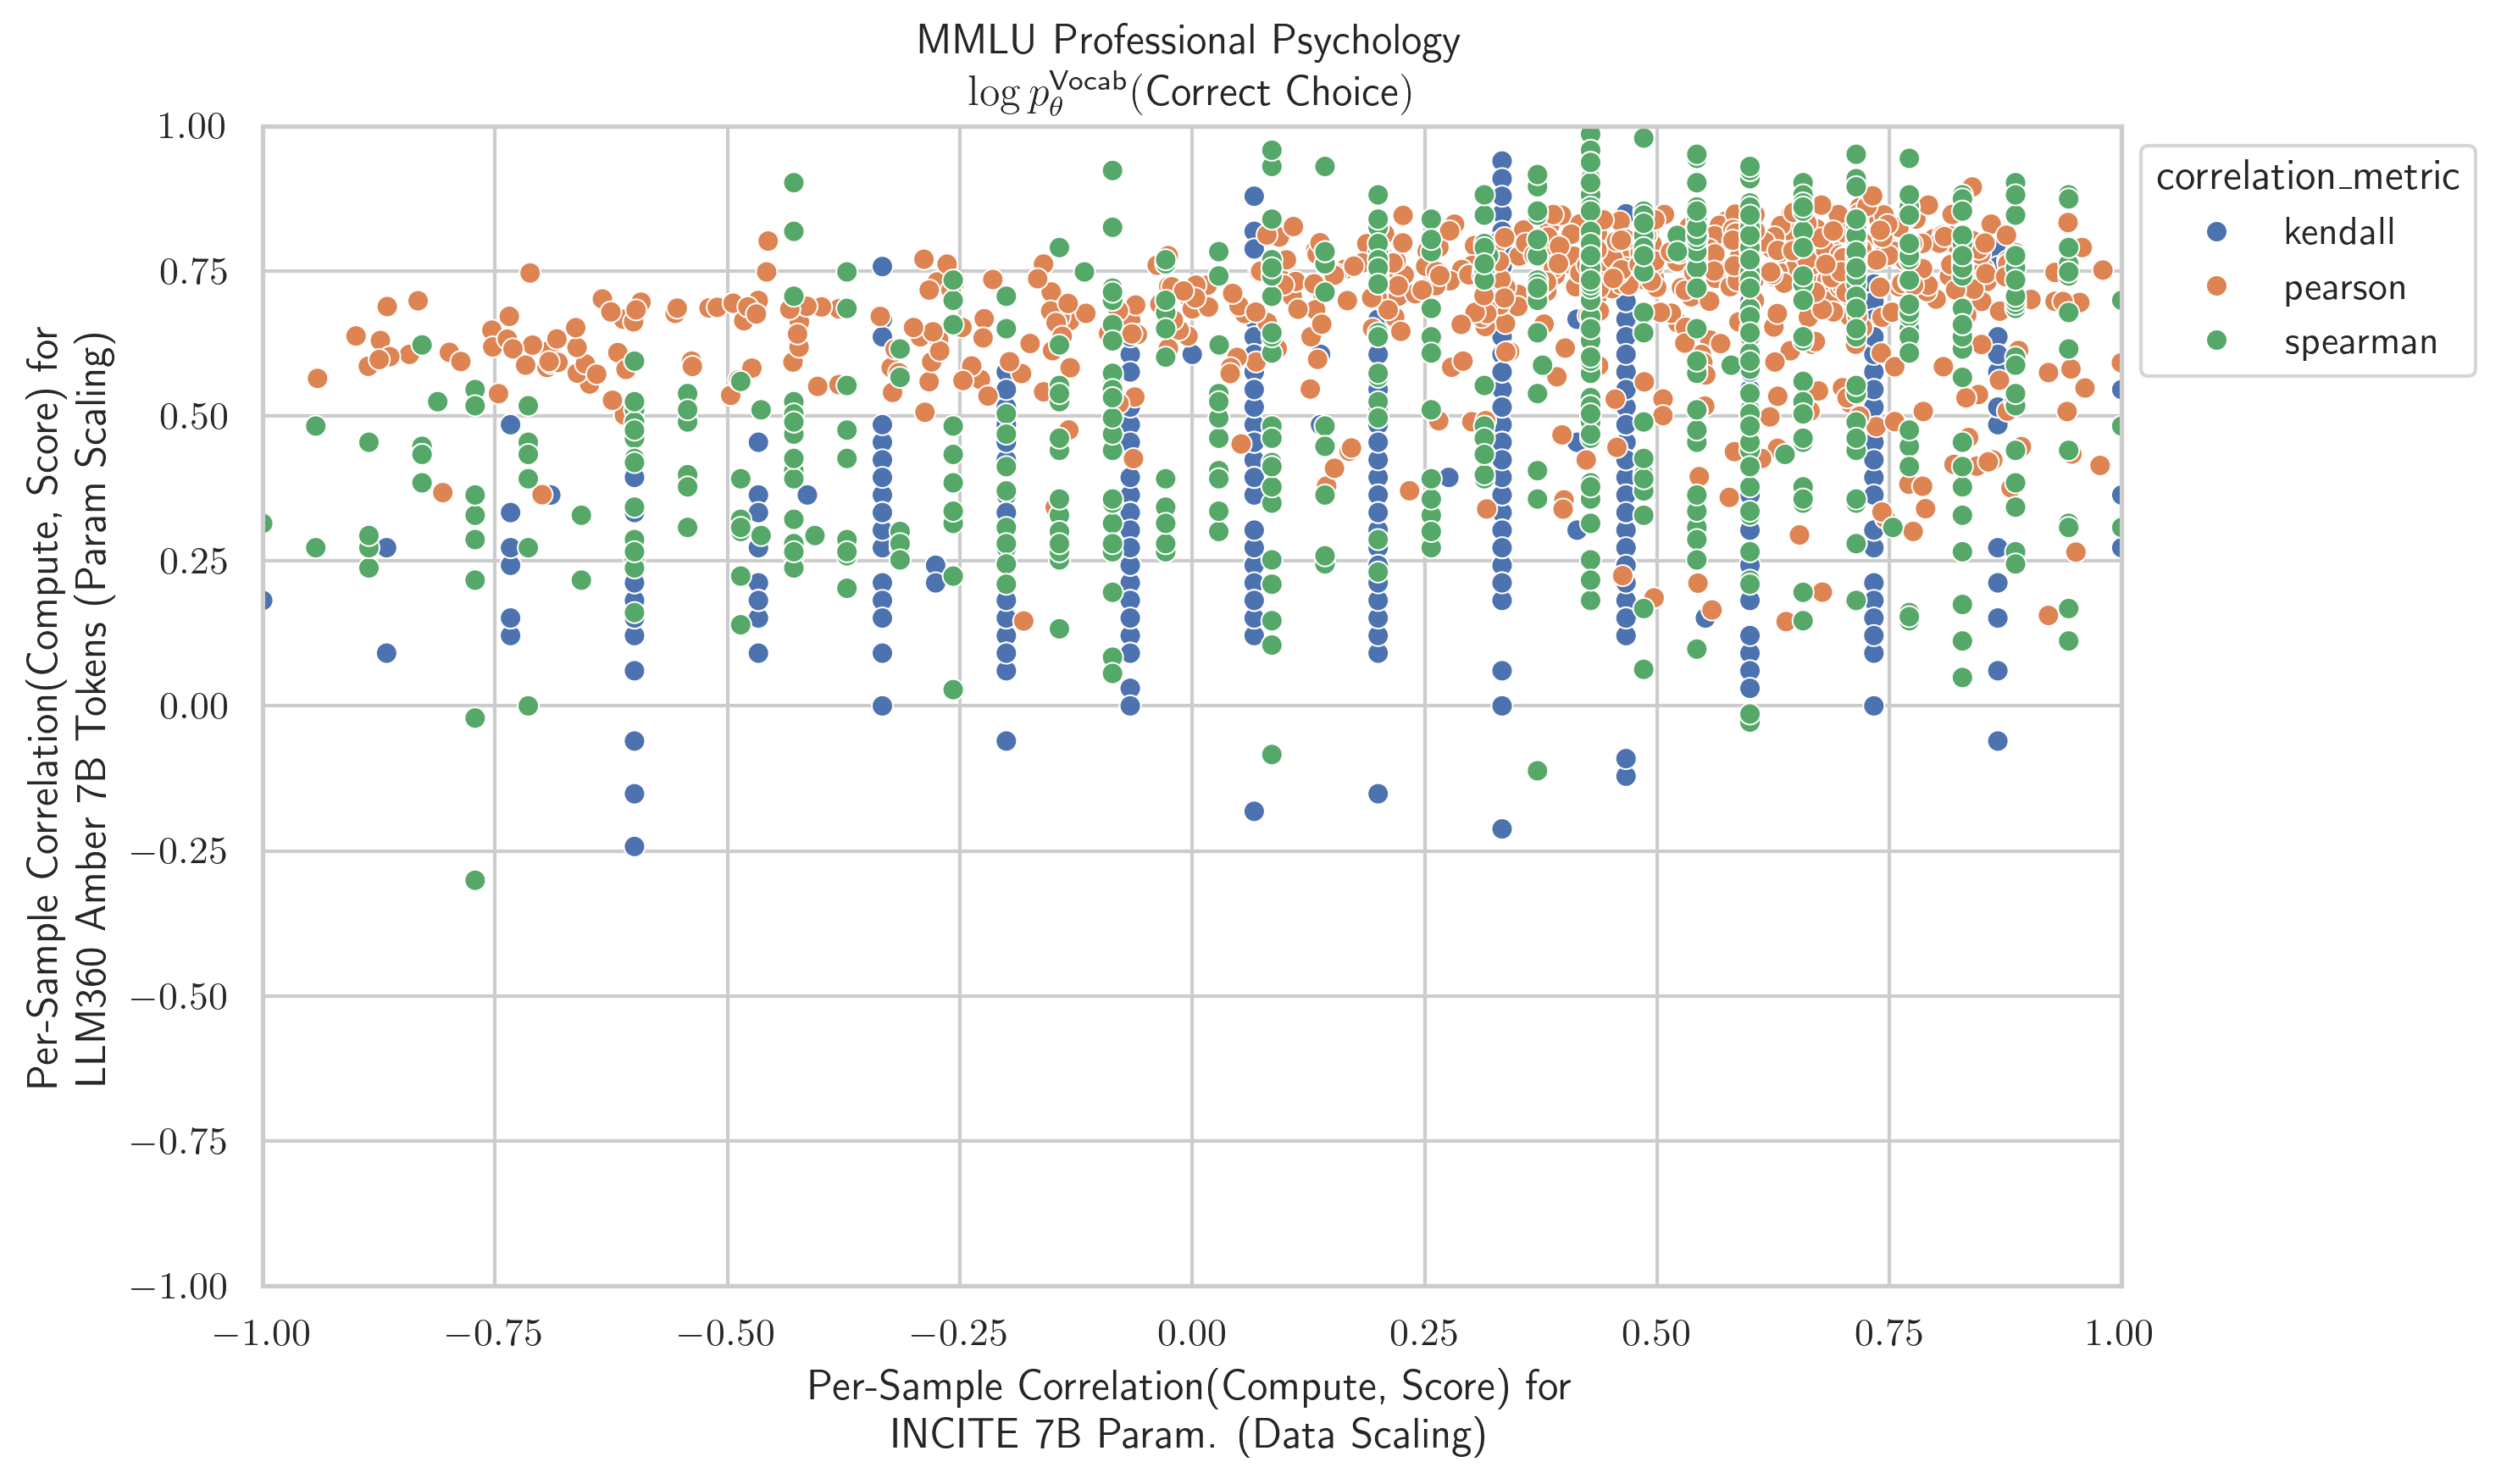 MMLU Professional Psychology
log p_θ^Vocab(Correct Choice)
Per-Sample Correlation(Compute, Score) for
LLM360 Amber 7B Tokens (Param Scaling)
1.00
0.75
0.50
0.25
0.00
−0.25
−0.50
−0.75
−1.00
−1.00 −0.75 −0.50 −0.25 0.00 0.25 0.50 0.75 1.00
Per-Sample Correlation(Compute, Score) for
INCITE 7B Param. (Data Scaling)
correlation_metric
kendall
pearson
spearman